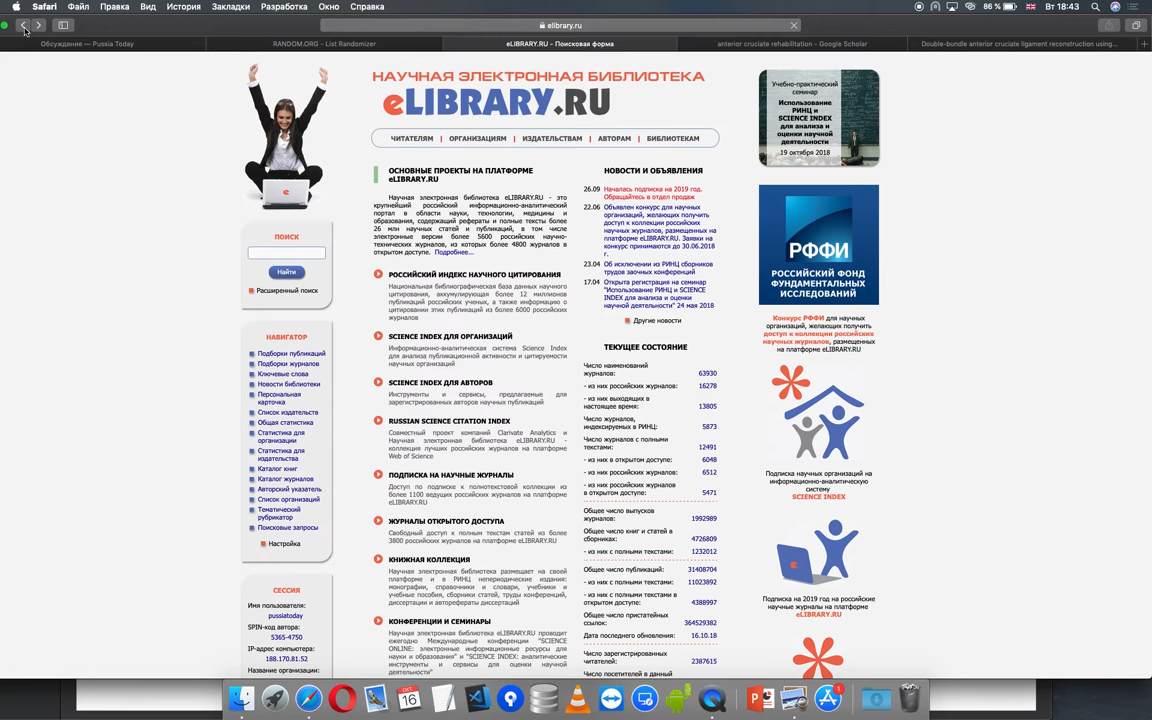 Safari Файл Правка Вид История Закладки Разработка Окно Справка 86 % Вт 18:43
elibrary.ru
Обсуждение — Pussia Today
RANDOM.ORG - List Randomizer
eLIBRARY.RU - Поисковая форма
anterior cruciate rehabilitation - Google Scholar
Double-bundle anterior cruciate ligament reconstruction using...
НАУЧНАЯ ЭЛЕКТРОННАЯ БИБЛИОТЕКА
eLIBRARY.RU
ЧИТАТЕЛЯМ | ОРГАНИЗАЦИЯМ | ИЗДАТЕЛЬСТВАМ | АВТОРАМ | БИБЛИОТЕКАМ
ПОИСК
Найти
Расширенный поиск
НАВИГАТОР
Подборки публикаций
Подборки журналов
Ключевые слова
Новости библиотеки
Персональная
карточка
Список издательств
Общая статистика
Статистика для
организации
Статистика для
издательства
Каталог книг
Каталог журналов
Авторский указатель
Список организаций
Тематический
рубрикатор
Поисковые запросы
Настройка
СЕССИЯ
Имя пользователя:
pussiatoday
SPIN-код автора:
5365-4750
IP-адрес компьютера:
188.170.81.52
Название организации:
ОСНОВНЫЕ ПРОЕКТЫ НА ПЛАТФОРМЕ
eLIBRARY.RU
Научная электронная библиотека eLIBRARY.RU - это
крупнейший российский информационно-аналитический
портал в области науки, технологии, медицины и
образования, содержащий рефераты и полные тексты более
26 млн научных статей и публикаций, в том числе
электронные версии более 5600 российских научно-
технических журналов, из которых более 4800 журналов в
открытом доступе. Подробнее...
РОССИЙСКИЙ ИНДЕКС НАУЧНОГО ЦИТИРОВАНИЯ
Национальная библиографическая база данных научного
цитирования, аккумулирующая более 12 миллионов
публикаций российских ученых, а также информацию о
цитировании этих публикаций из более 6000 российских
журналов
SCIENCE INDEX ДЛЯ ОРГАНИЗАЦИЙ
Информационно-аналитическая система Science Index
для анализа публикационной активности и цитируемости
научных организаций
SCIENCE INDEX ДЛЯ АВТОРОВ
Инструменты и сервисы, предлагаемые для
зарегистрированных авторов научных публикаций
RUSSIAN SCIENCE CITATION INDEX
Совместный проект компаний Clarivate Analytics и
Научная электронная библиотека eLIBRARY.RU -
коллекция лучших российских журналов на платформе
Web of Science
ПОДПИСКА НА НАУЧНЫЕ ЖУРНАЛЫ
Доступ по подписке к полнотекстовой коллекции из
более 1100 ведущих российских журналов на платформе
eLIBRARY.RU
ЖУРНАЛЫ ОТКРЫТОГО ДОСТУПА
Свободный доступ к полным текстам статей из более
3800 российских журналов на платформе eLIBRARY.RU
КНИЖНАЯ КОЛЛЕКЦИЯ
Научная электронная библиотека размещает на своей
платформе и в РИНЦ непериодические издания:
монографии, справочники и словари, учебники и
учебные пособия, сборники статей, труды конференций,
диссертации и авторефераты диссертаций
КОНФЕРЕНЦИИ И СЕМИНАРЫ
Научная электронная библиотека eLIBRARY.RU проводит
ежегодно Международные конференции "SCIENCE
ONLINE: электронные информационные ресурсы для
науки и образования" и "SCIENCE INDEX: аналитические
инструменты и сервисы для оценки научной
деятельности"
НОВОСТИ И ОБЪЯВЛЕНИЯ
26.09 Началась подписка на 2019 год.
Обращайтесь в отдел продаж
22.06 Объявлен конкурс для научных
организаций, желающих получить
доступ к коллекции российских
журналов, размещенных на
платформе eLIBRARY.RU. Заявки на
конкурс принимаются до 30.06.2018
г.
23.04 Об исключении из РИНЦ сборников
трудов заочных конференций
17.04 Открыта регистрация на семинар
"Использование РИНЦ и SCIENCE
INDEX для анализа и оценки
научной деятельности" 24 мая 2018
Другие новости
ТЕКУЩЕЕ СОСТОЯНИЕ
Число наименований
журналов: 63930
- из них российских журналов: 16278
- из них выходящих в
настоящее время: 13805
Число журналов,
индексируемых в РИНЦ: 5873
Число журналов с полными
текстами: 12491
- из них в открытом доступе: 6048
- из них российских журналов: 6512
- из них российских журналов
в открытом доступе: 5471
Общее число выпусков
журналов: 1992989
Общее число книг и статей в
сборниках: 4726809
- из них с полными текстами: 1232012
Общее число публикаций: 31408704
- из них с полными текстами: 11023892
- из них с полными текстами в
открытом доступе: 4388997
Общее число пристатейных
ссылок: 364529382
Дата последнего обновления: 16.10.18
Число зарегистрированных
читателей: 2387615
Число посетителей в данный
Учебно-практический
семинар
Использование
РИНЦ и
SCIENCE INDEX
для анализа и
оценки научной
деятельности
19 октября 2018
РФФИ
РОССИЙСКИЙ ФОНД
ФУНДАМЕНТАЛЬНЫХ
ИССЛЕДОВАНИЙ
Конкурс РФФИ для научных
организаций, желающих получить
доступ к коллекции российских
научных журналов, размещенных
на платформе eLIBRARY.RU
Подписка научных организаций на
информационно-аналитическую
систему
SCIENCE INDEX
Подписка на 2019 год на российские
научные журналы на платформе
eLIBRARY.RU
ОКТ
16
1